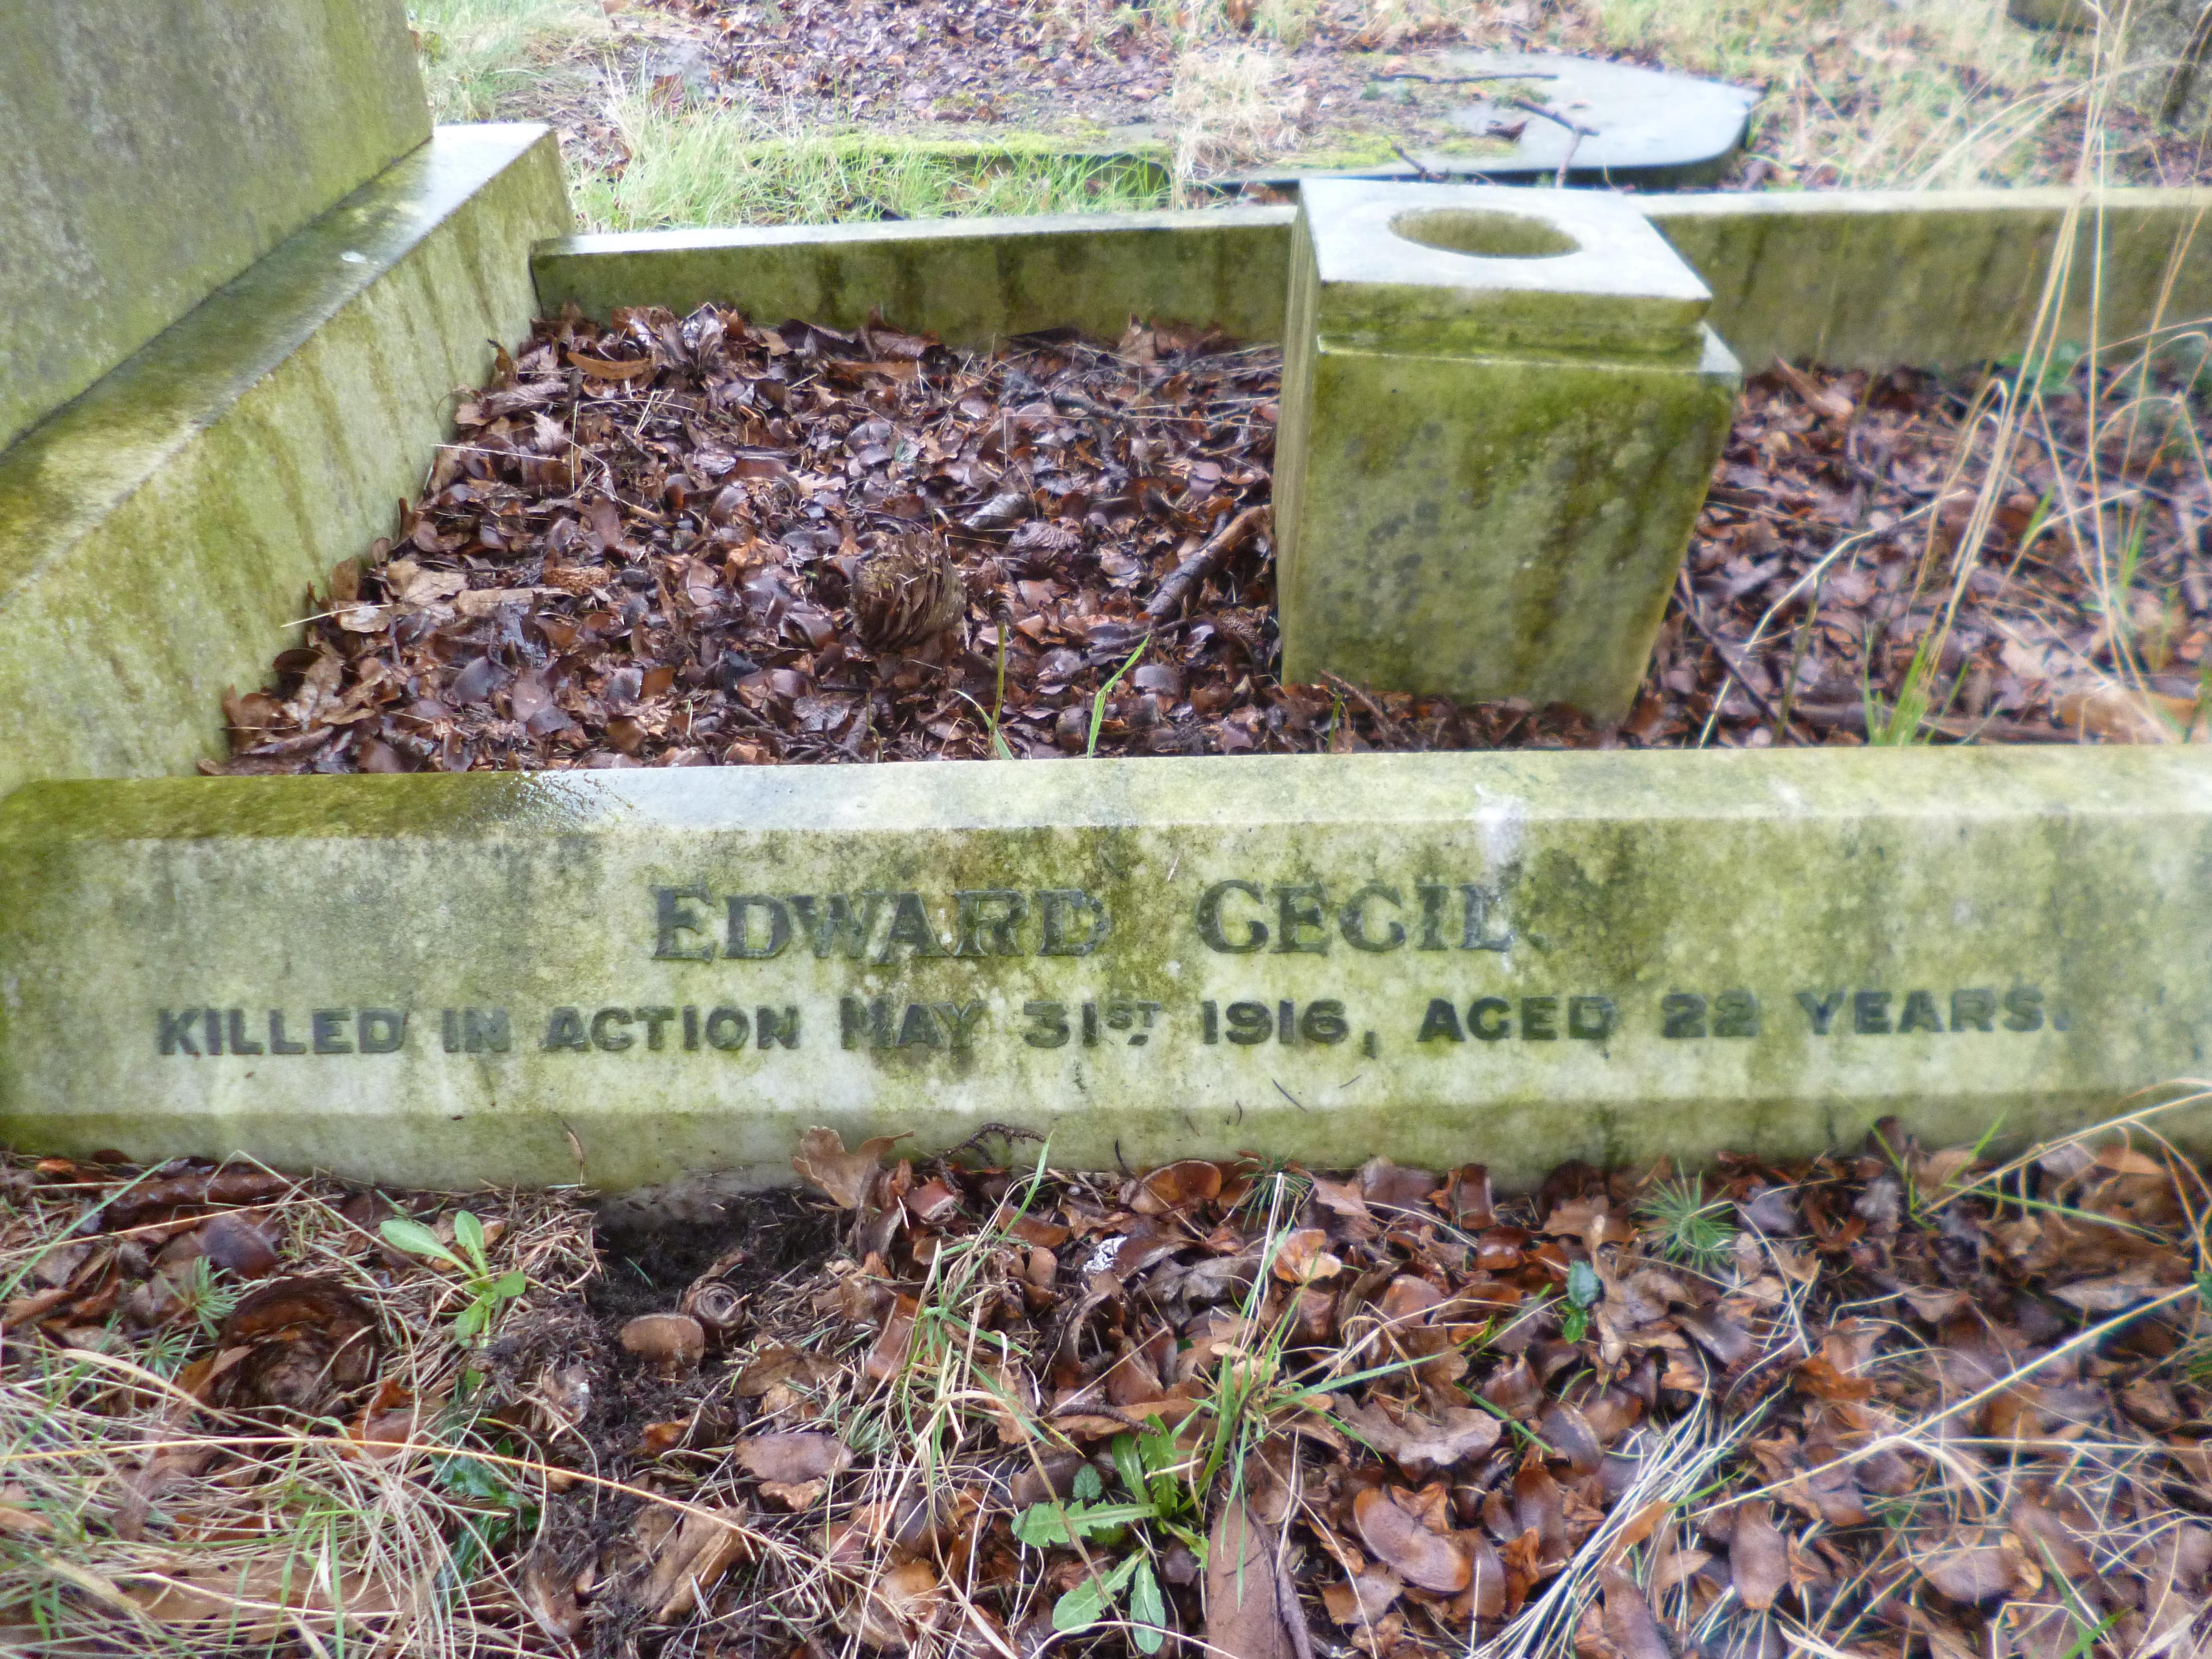 EDWARD CECIL.
KILLED IN ACTION MAY 31ST. 1916, AGED 22 YEARS.